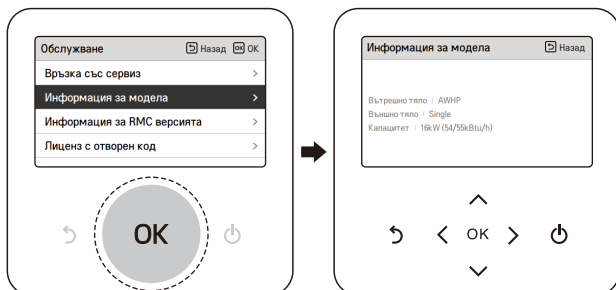 Обслужване Назад OK OK
Връзка със сервиз
Информация за модела
Информация за RMC версията
Лиценз с отворен код
OK
Информация за модела Назад
Вътрешно тяло | AWHP
Външно тяло | Single
Капацитет | 16kW (54/55kBtu/h)
OK